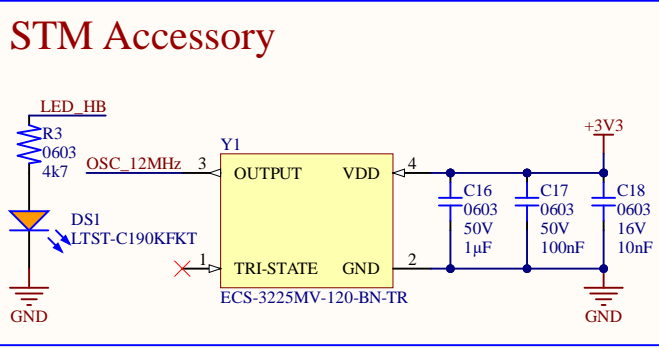 STM Accessory
LED_HB
R3
0603
4k7
DS1
LTST-C190KFKT
GND
OSC_12MHz
Y1
3
OUTPUT
VDD
4
1
TRI-STATE
GND
2
ECS-3225MV-120-BN-TR
+3V3
C16
0603
50V
1µF
C17
0603
50V
100nF
C18
0603
16V
10nF
GND